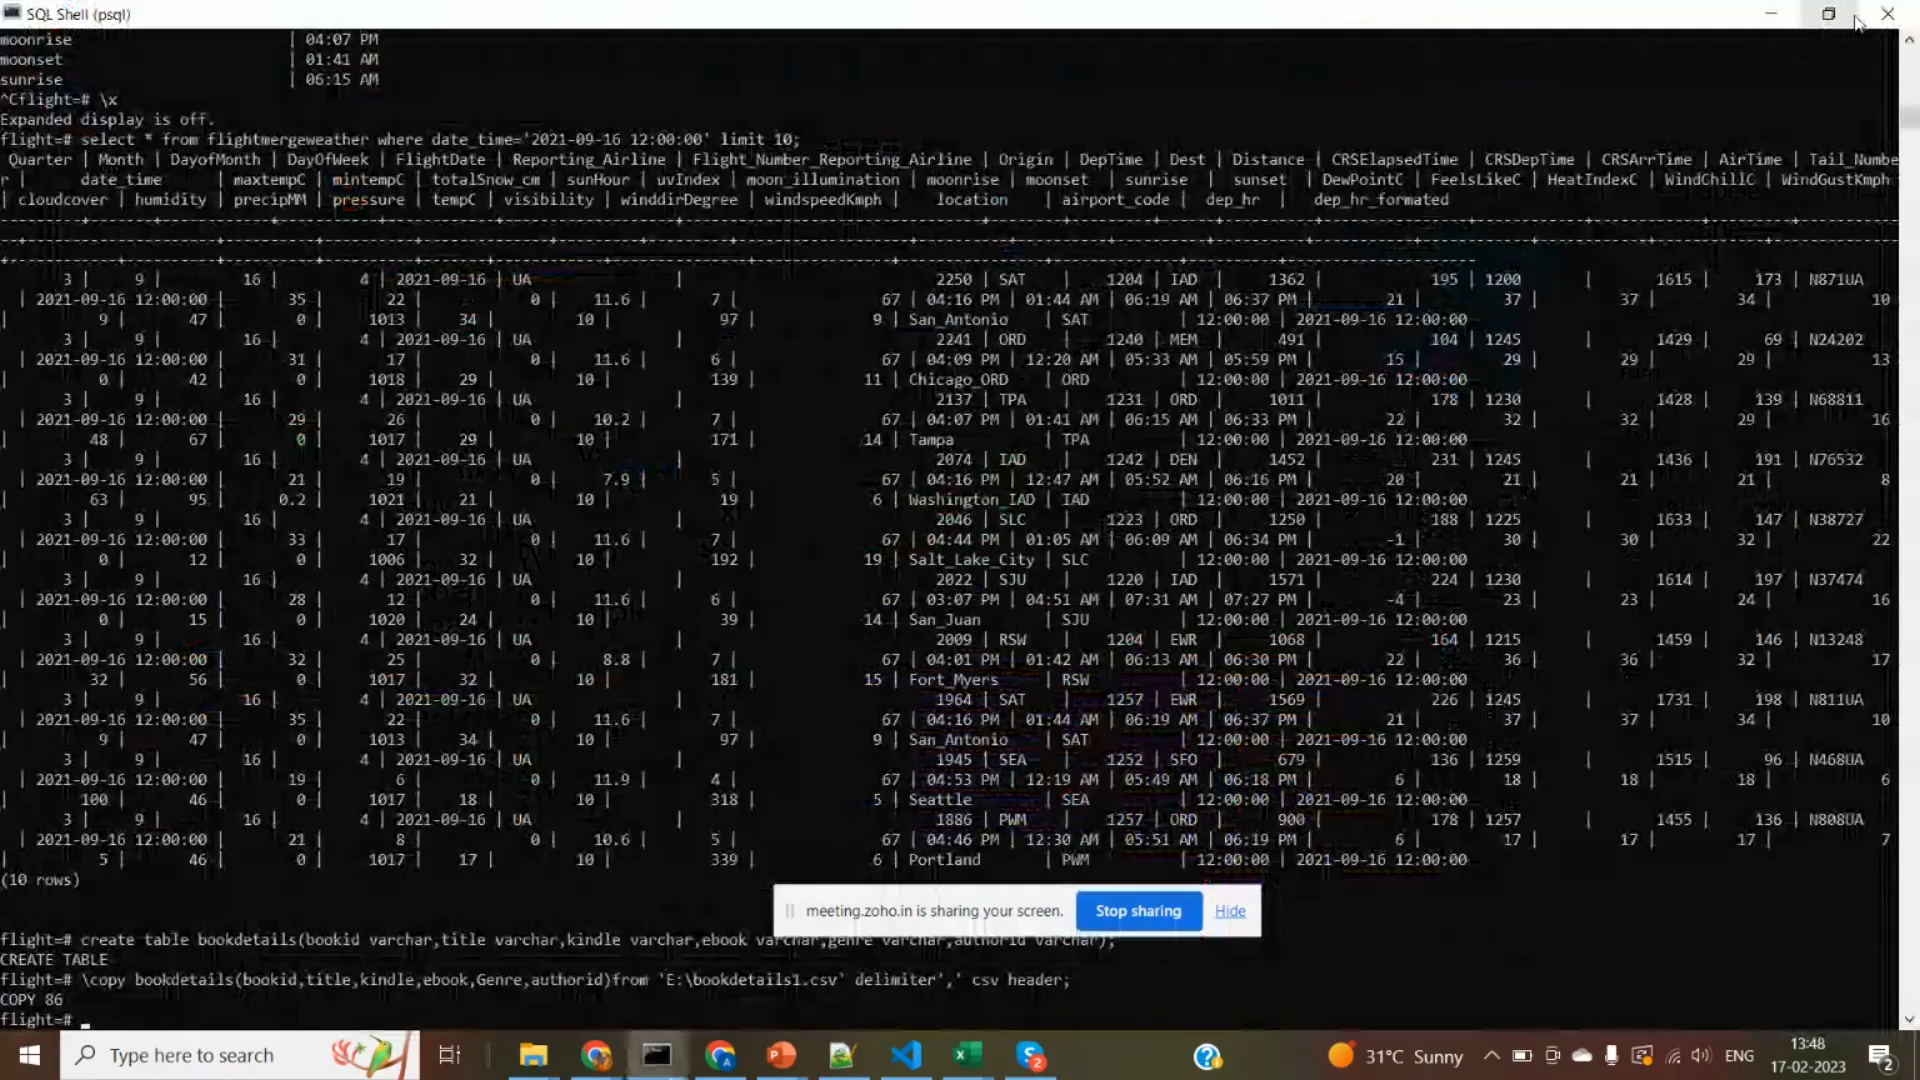 SQL Shell (psql)
moonrise | 04:07 PM
moonset | 01:41 AM
sunrise | 06:15 AM
^Cflight=# \x
Expanded display is off.
flight=# select * from flightmergeweather where date_time='2021-09-16 12:00:00' limit 10;
Quarter | Month | DayofMonth | DayOfWeek | FlightDate | Reporting_Airline | Flight_Number_Reporting_Airline | Origin | DepTime | Dest | Distance | CRSElapsedTime | CRSDepTime | CRSArrTime | AirTime | Tail_Numbe
r | date_time | maxtempC | mintempC | totalSnow_cm | sunHour | uvIndex | moon_illumination | moonrise | moonset | sunrise | sunset | DewPointC | FeelsLikeC | HeatIndexC | WindChillC | WindGustKmph
| cloudcover | humidity | precipMM | pressure | tempC | visibility | winddirDegree | windspeedKmph | location | airport_code | dep_hr | dep_hr_formated
3 | 9 | 16 | 4 | 2021-09-16 | UA | 2250 | SAT | 1204 | IAD | 1362 | 195 | 1200 | 1615 | 173 | N871UA
| 2021-09-16 12:00:00 | 35 | 22 | 0 | 11.6 | 7 | 67 | 04:16 PM | 01:44 AM | 06:19 AM | 06:37 PM | 21 | 37 | 37 | 34 | 10
| 9 | 47 | 0 | 1013 | 34 | 10 | 97 | 9 | San_Antonio | SAT | 12:00:00 | 2021-09-16 12:00:00
3 | 9 | 16 | 4 | 2021-09-16 | UA | 2241 | ORD | 1240 | MEM | 491 | 104 | 1245 | 1429 | 69 | N24202
| 2021-09-16 12:00:00 | 31 | 17 | 0 | 11.6 | 6 | 67 | 04:09 PM | 12:20 AM | 05:33 AM | 05:59 PM | 15 | 29 | 29 | 29 | 13
| 0 | 42 | 0 | 1018 | 29 | 10 | 139 | 11 | Chicago_ORD | ORD | 12:00:00 | 2021-09-16 12:00:00
3 | 9 | 16 | 4 | 2021-09-16 | UA | 2137 | TPA | 1231 | ORD | 1011 | 178 | 1230 | 1428 | 139 | N68811
| 2021-09-16 12:00:00 | 29 | 26 | 0 | 10.2 | 7 | 67 | 04:07 PM | 01:41 AM | 06:15 AM | 06:33 PM | 22 | 32 | 32 | 29 | 16
| 48 | 67 | 0 | 1017 | 29 | 10 | 171 | 14 | Tampa | TPA | 12:00:00 | 2021-09-16 12:00:00
3 | 9 | 16 | 4 | 2021-09-16 | UA | 2074 | IAD | 1242 | DEN | 1452 | 231 | 1245 | 1436 | 191 | N76532
| 2021-09-16 12:00:00 | 21 | 19 | 0 | 7.9 | 5 | 67 | 04:16 PM | 12:47 AM | 05:52 AM | 06:16 PM | 20 | 21 | 21 | 21 | 8
| 63 | 95 | 0.2 | 1021 | 21 | 10 | 19 | 6 | Washington_IAD | IAD | 12:00:00 | 2021-09-16 12:00:00
3 | 9 | 16 | 4 | 2021-09-16 | UA | 2046 | SLC | 1223 | ORD | 1250 | 188 | 1225 | 1633 | 147 | N38727
| 2021-09-16 12:00:00 | 33 | 17 | 0 | 11.6 | 7 | 67 | 04:44 PM | 01:05 AM | 06:09 AM | 06:34 PM | -1 | 30 | 30 | 32 | 22
| 0 | 12 | 0 | 1006 | 32 | 10 | 192 | 19 | Salt_Lake_City | SLC | 12:00:00 | 2021-09-16 12:00:00
3 | 9 | 16 | 4 | 2021-09-16 | UA | 2022 | SJU | 1220 | IAD | 1571 | 224 | 1230 | 1614 | 197 | N37474
| 2021-09-16 12:00:00 | 28 | 12 | 0 | 11.6 | 6 | 67 | 03:07 PM | 04:51 AM | 07:31 AM | 07:27 PM | -4 | 23 | 23 | 24 | 16
| 0 | 15 | 0 | 1020 | 24 | 10 | 39 | 14 | San_Juan | SJU | 12:00:00 | 2021-09-16 12:00:00
3 | 9 | 16 | 4 | 2021-09-16 | UA | 2009 | RSW | 1204 | EWR | 1068 | 164 | 1215 | 1459 | 146 | N13248
| 2021-09-16 12:00:00 | 32 | 25 | 0 | 8.8 | 7 | 67 | 04:01 PM | 01:42 AM | 06:13 AM | 06:30 PM | 22 | 36 | 36 | 32 | 17
| 32 | 56 | 0 | 1017 | 32 | 10 | 181 | 15 | Fort_Myers | RSW | 12:00:00 | 2021-09-16 12:00:00
3 | 9 | 16 | 4 | 2021-09-16 | UA | 1964 | SAT | 1257 | EWR | 1569 | 226 | 1245 | 1731 | 198 | N811UA
| 2021-09-16 12:00:00 | 35 | 22 | 0 | 11.6 | 7 | 67 | 04:16 PM | 01:44 AM | 06:19 AM | 06:37 PM | 21 | 37 | 37 | 34 | 10
| 9 | 47 | 0 | 1013 | 34 | 10 | 97 | 9 | San_Antonio | SAT | 12:00:00 | 2021-09-16 12:00:00
3 | 9 | 16 | 4 | 2021-09-16 | UA | 1945 | SEA | 1252 | SFO | 679 | 136 | 1259 | 1515 | 96 | N468UA
| 2021-09-16 12:00:00 | 19 | 6 | 0 | 11.9 | 4 | 67 | 04:53 PM | 12:19 AM | 05:49 AM | 06:18 PM | 6 | 18 | 18 | 18 | 6
| 100 | 46 | 0 | 1017 | 18 | 10 | 318 | 5 | Seattle | SEA | 12:00:00 | 2021-09-16 12:00:00
3 | 9 | 16 | 4 | 2021-09-16 | UA | 1886 | PWM | 1257 | ORD | 900 | 178 | 1257 | 1455 | 136 | N808UA
| 2021-09-16 12:00:00 | 21 | 8 | 0 | 10.6 | 5 | 67 | 04:46 PM | 12:30 AM | 05:51 AM | 06:19 PM | 6 | 17 | 17 | 17 | 7
| 5 | 46 | 0 | 1017 | 17 | 10 | 339 | 6 | Portland | PWM | 12:00:00 | 2021-09-16 12:00:00
(10 rows)
meeting.zoho.in is sharing your screen. Stop sharing Hide
flight=# create table bookdetails(bookid varchar,title varchar,kindle varchar,ebook varchar,genre varchar,authorid varchar);
CREATE TABLE
flight=# \copy bookdetails(bookid,title,kindle,ebook,Genre,authorid)from 'E:\bookdetails1.csv' delimiter',' csv header;
COPY 86
flight=#
Type here to search
31°C Sunny
ENG
13:48
17-02-2023
2